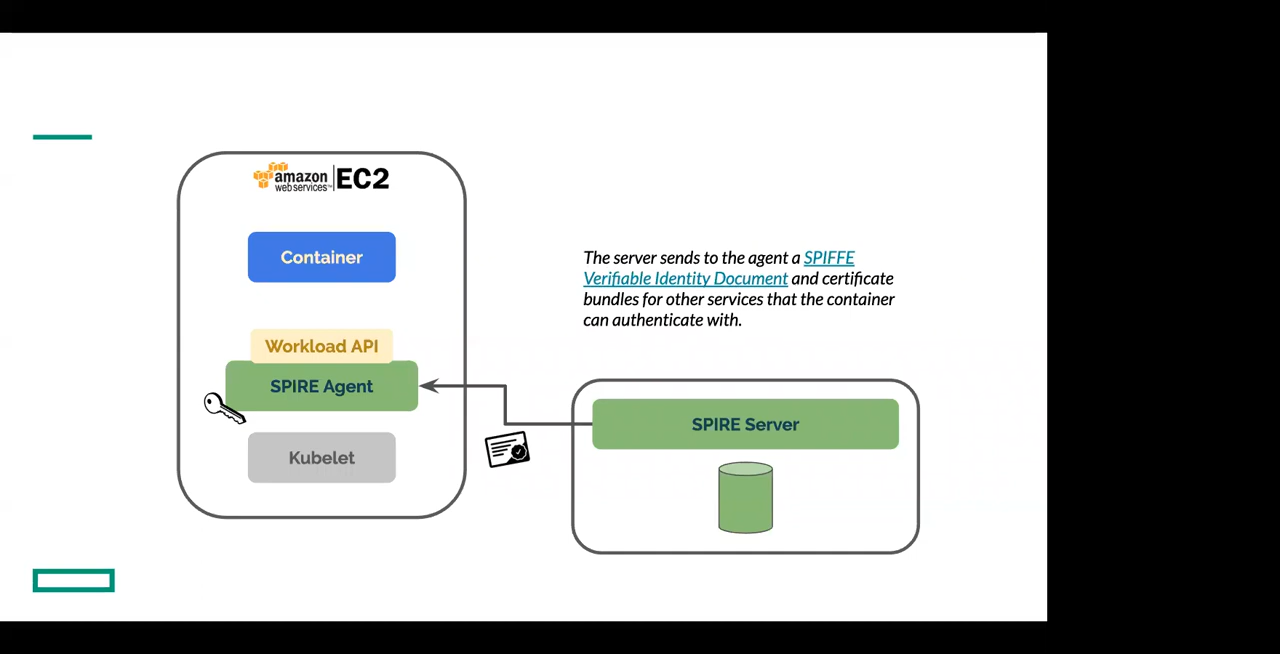 amazon
web services™
EC2
Container
Workload API
SPIRE Agent
Kubelet
The server sends to the agent a SPIFFE
Verifiable Identity Document and certificate
bundles for other services that the container
can authenticate with.
SPIRE Server